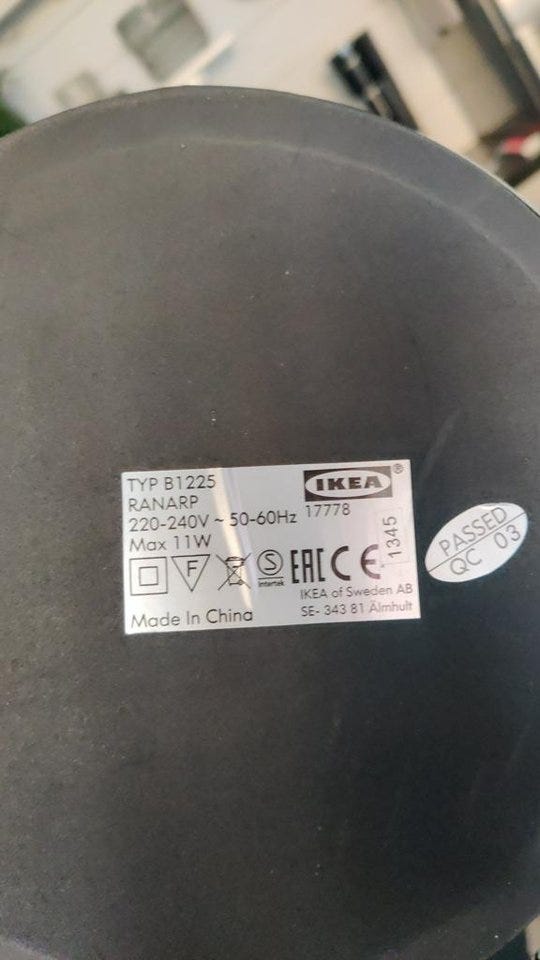 TYP B1225
RANARP
220-240V ~ 50-60Hz
Max 11W
IKEA®
17778
1345
F
S
Intertek
EAC CE
IKEA of Sweden AB
SE- 343 81 Älmhult
Made In China
PASSED
QC 03